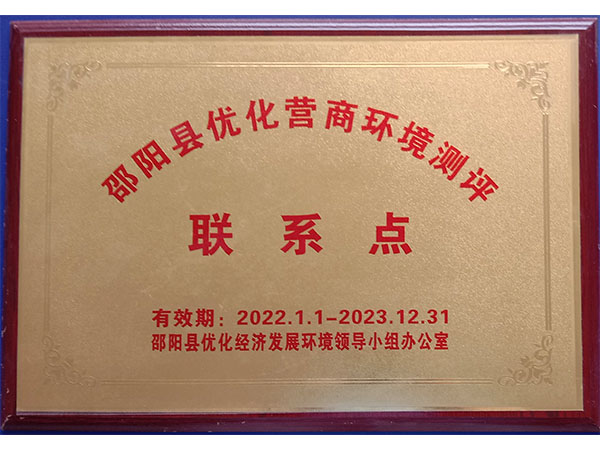 邵阳县优化营商环境测评
联系点
有效期：2022.1.1-2023.12.31
邵阳县优化经济发展环境领导小组办公室